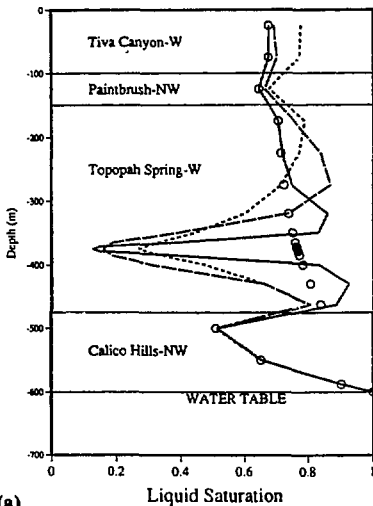 0
Tiva Canyon-W
-100
Paintbrush-NW
-200
Topopah Spring-W
-300
Depth (m)
-400
-500
Calico Hills-NW
-600
WATER TABLE
-700
0 0.2 0.4 0.6 0.8 1
(a)
Liquid Saturation